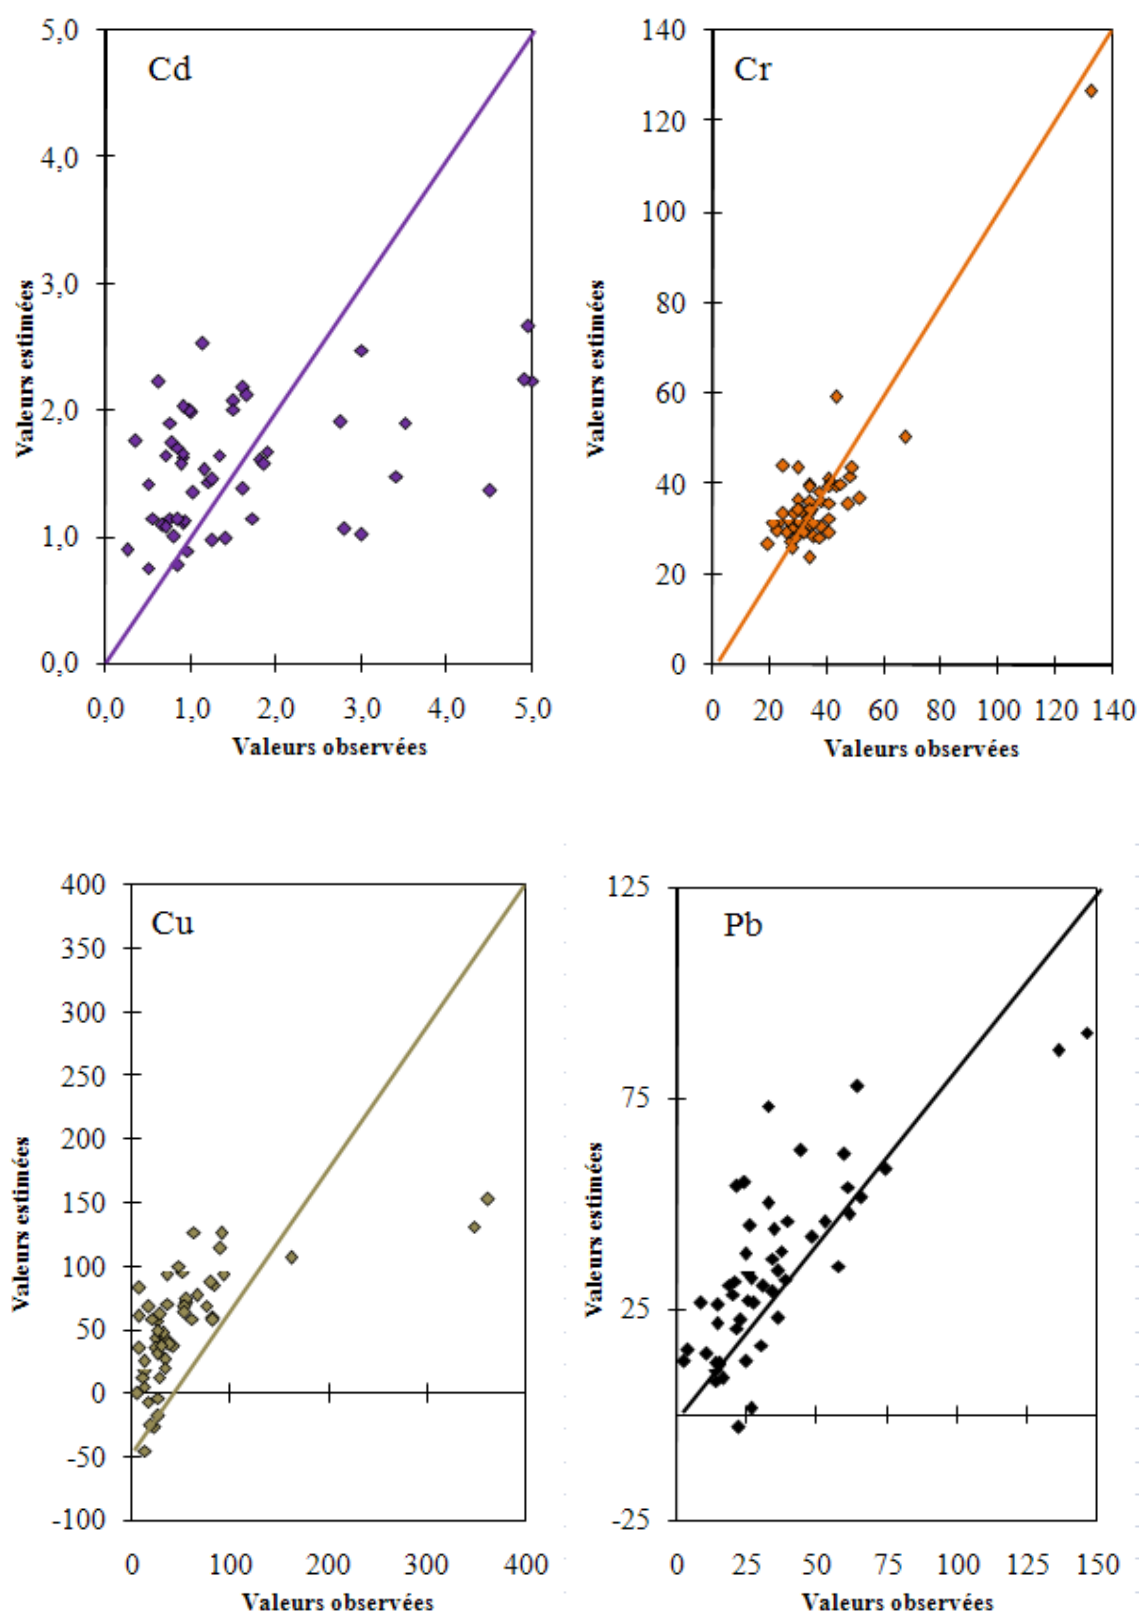 5,0
Cd
4,0
3,0
2,0
1,0
0,0
Valeurs estimées
0,0 1,0 2,0 3,0 4,0 5,0
Valeurs observées
140
Cr
120
100
80
60
40
20
0
Valeurs estimées
0 20 40 60 80 100 120 140
Valeurs observées
400
Cu
350
300
250
200
150
100
50
0
-50
-100
Valeurs estimées
0 100 200 300 400
Valeurs observées
125
Pb
75
25
-25
Valeurs estimées
0 25 50 75 100 125 150
Valeurs observées